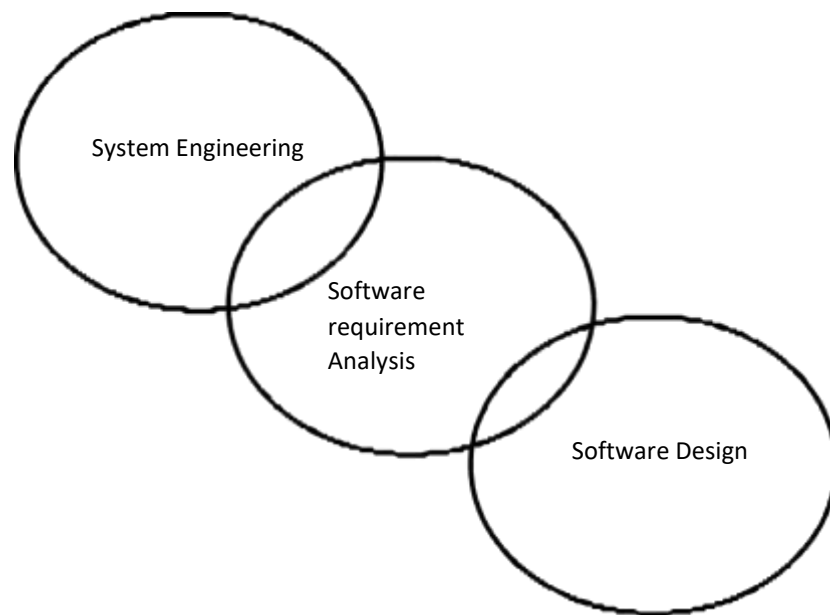 System Engineering
Software
requirement
Analysis
Software Design